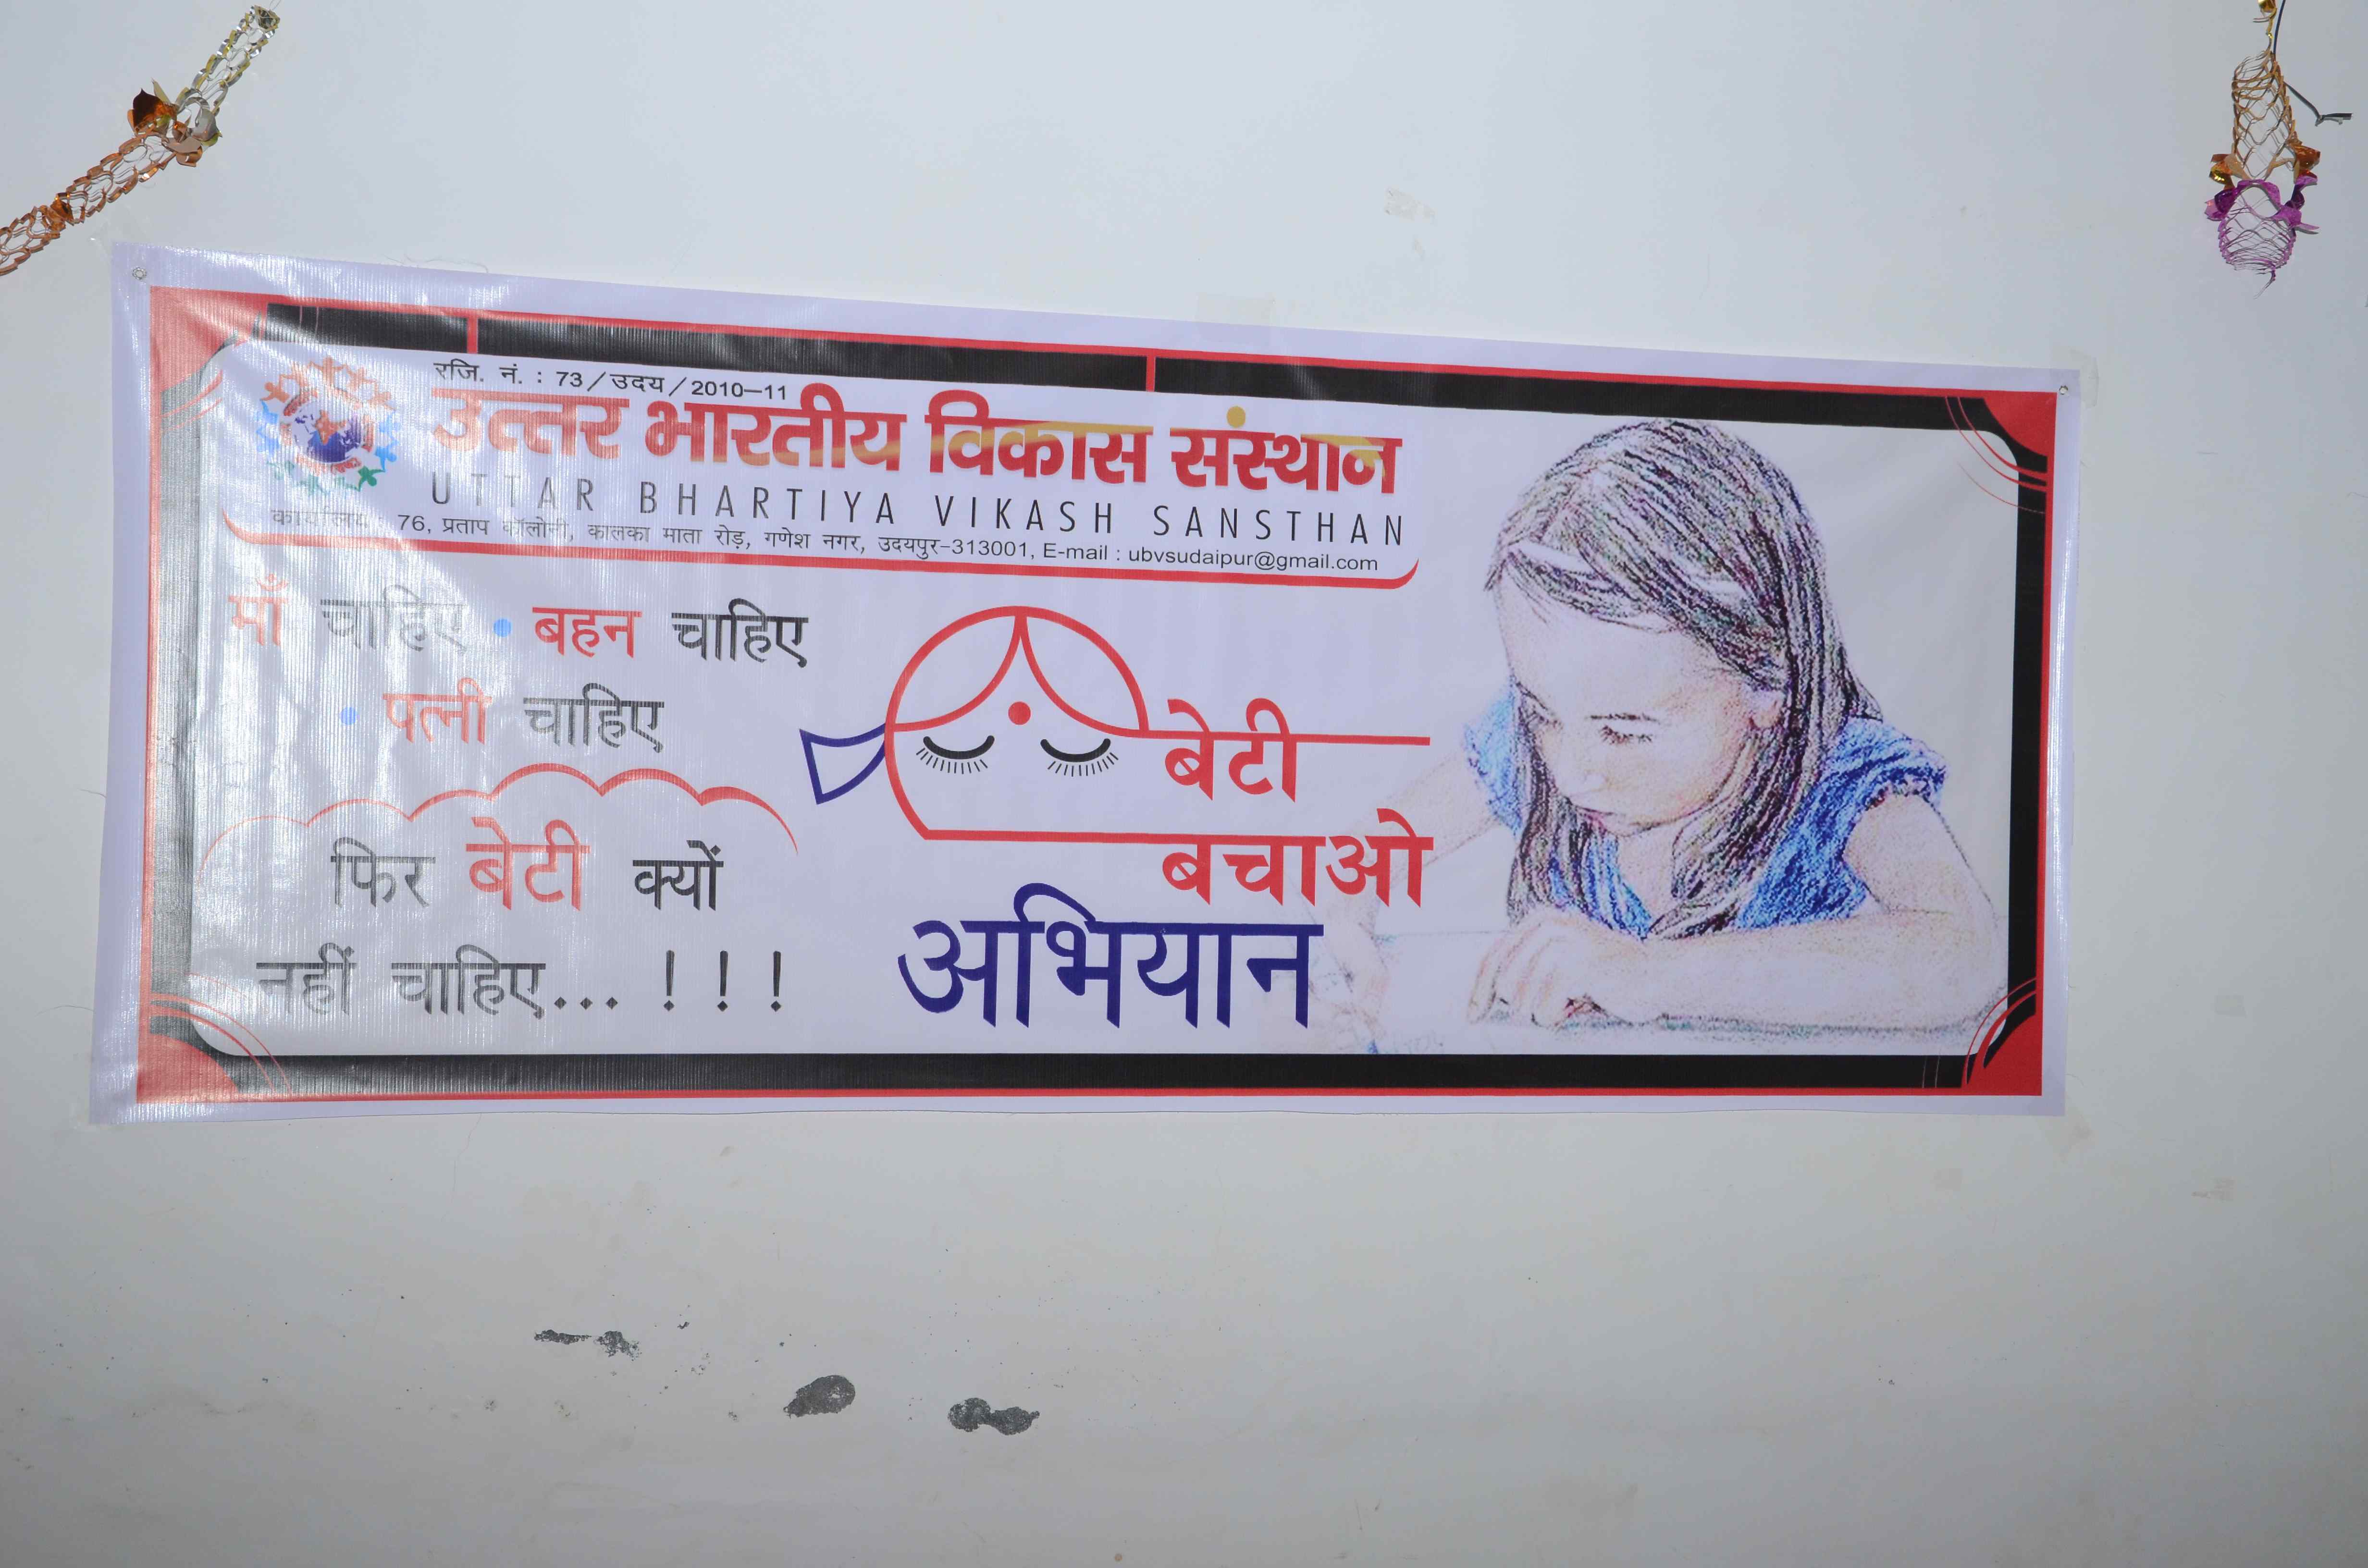 रजि. नं. : 73/उदय/2010-11
उत्तर भारतीय विकास संस्थान
UTTAR BHARTIYA VIKASH SANSTHAN
कार्यालय : 76, प्रताप कॉलोनी, कालका माता रोड़, गणेश नगर, उदयपुर-313001, E-mail : ubvsudaipur@gmail.com
माँ चाहिए • बहन चाहिए
• पत्नी चाहिए
फिर बेटी क्यों
नहीं चाहिए... ! ! !
बेटी
बचाओ
अभियान